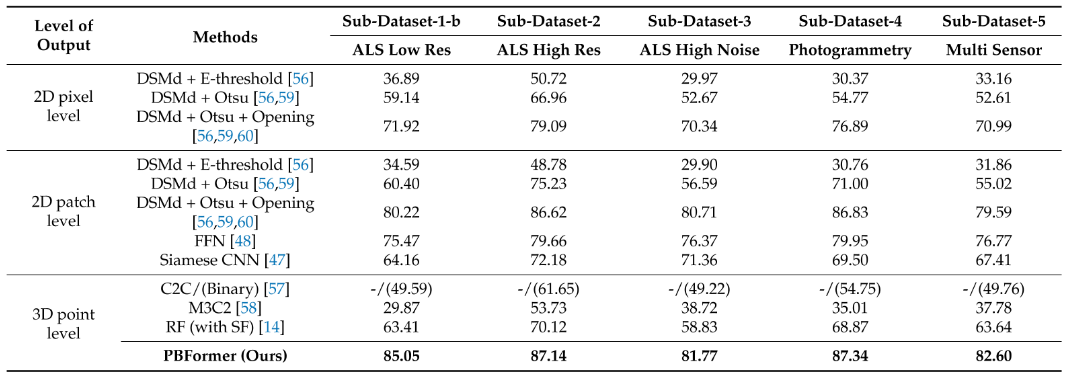 Level of Output Methods Sub-Dataset-1-b Sub-Dataset-2 Sub-Dataset-3 Sub-Dataset-4 Sub-Dataset-5
ALS Low Res ALS High Res ALS High Noise Photogrammetry Multi Sensor
2D pixel level
DSMd + E-threshold [56] 36.89 50.72 29.97 30.37 33.16
DSMd + Otsu [56,59] 59.14 66.96 52.67 54.77 52.61
DSMd + Otsu + Opening [56,59,60] 71.92 79.09 70.34 76.89 70.99
2D patch level
DSMd + E-threshold [56] 34.59 48.78 29.90 30.76 31.86
DSMd + Otsu [56,59] 60.40 75.23 56.59 71.00 55.02
DSMd + Otsu + Opening [56,59,60] 80.22 86.62 80.71 86.83 79.59
FFN [48] 75.47 79.66 76.37 79.95 76.77
Siamese CNN [47] 64.16 72.18 71.36 69.50 67.41
3D point level
C2C/(Binary) [57] -/(49.59) -/(61.65) -/(49.22) -/(54.75) -/(49.76)
M3C2 [58] 29.87 53.73 38.72 35.01 37.78
RF (with SF) [14] 63.41 70.12 58.83 68.87 63.64
PBFormer (Ours) 85.05 87.14 81.77 87.34 82.60